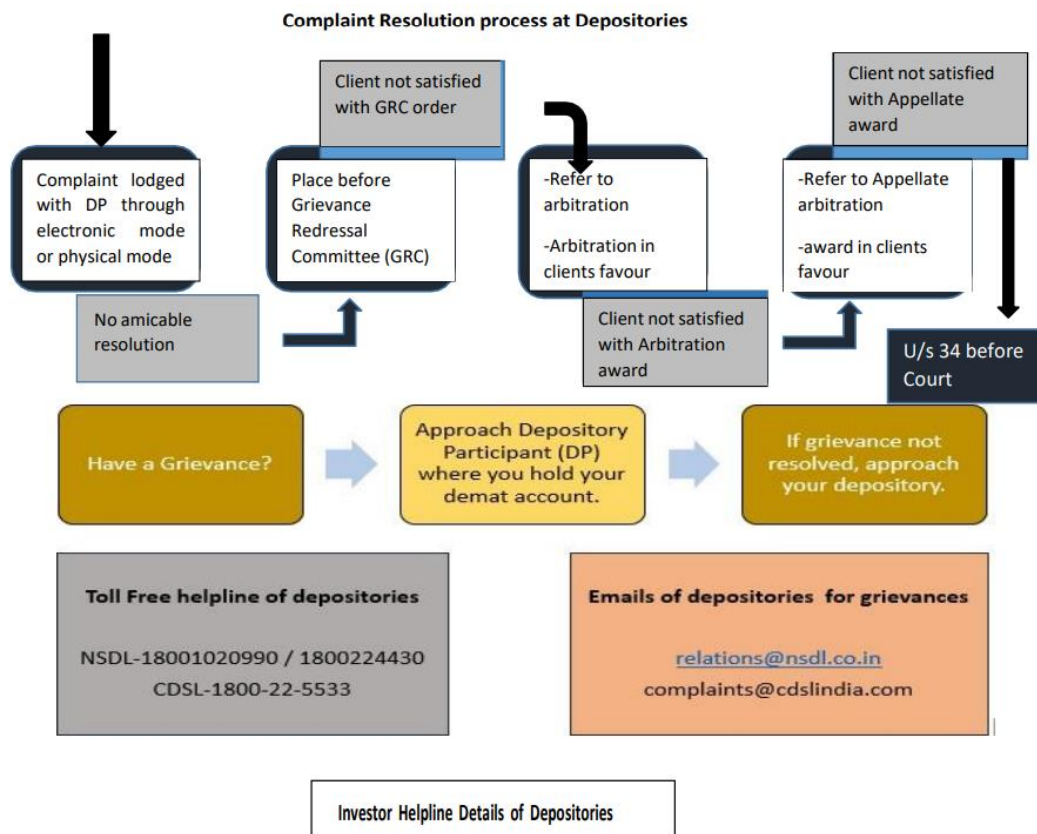 Complaint Resolution process at Depositories
Client not satisfied
with GRC order
Client not satisfied
with Appellate
award
Complaint lodged
with DP through
electronic mode
or physical mode
Place before
Grievance
Redressal
Committee (GRC)
-Refer to
arbitration
-Arbitration in
clients favour
-Refer to Appellate
arbitration
-award in clients
favour
No amicable
resolution
Client not satisfied
with Arbitration
award
U/s 34 before
Court
Have a Grievance?
Approach Depository
Participant (DP)
where you hold your
demat account.
If grievance not
resolved, approach
your depository.
Toll Free helpline of depositories
NSDL-18001020990 / 1800224430
CDSL-1800-22-5533
Emails of depositories for grievances
relations@nsdl.co.in
complaints@cdslindia.com
Investor Helpline Details of Depositories